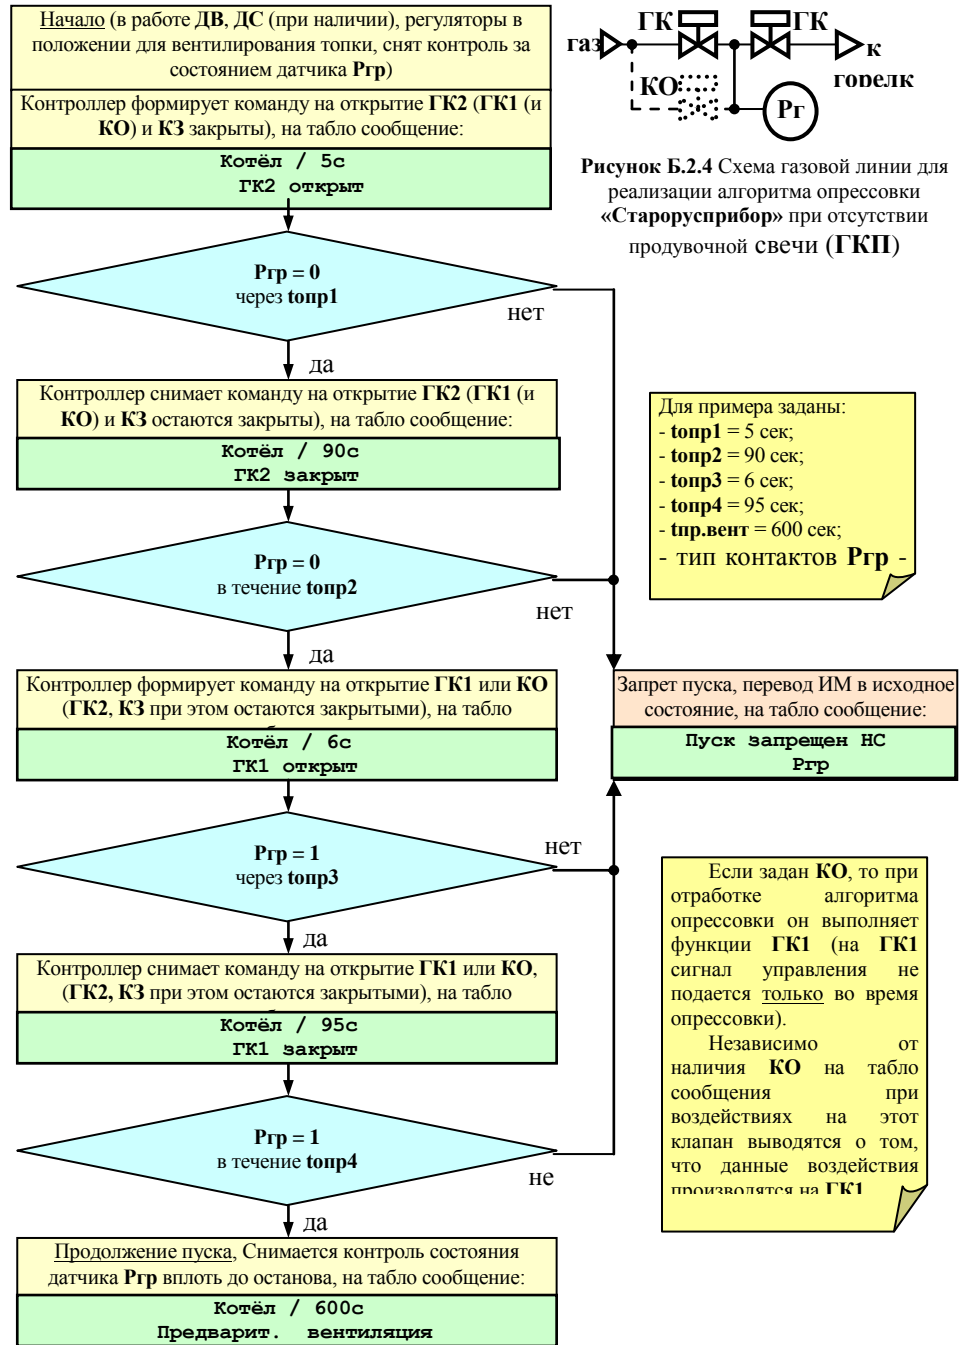 Начало (в работе ДВ, ДС (при наличии), регуляторы в
положении для вентилирования топки, снят контроль за
состоянием датчика Ргр)
Контроллер формирует команду на открытие ГК2 (ГК1 (и
КО) и КЗ закрыты), на табло сообщение:
Котёл / 5с
ГК2 открыт
ГК ГК
газ
к
горелк
КО
Рг
Рисунок Б.2.4 Схема газовой линии для
реализации алгоритма опрессовки
«Старорусприбор» при отсутствии
продувочной свечи (ГКП)
Ргр = 0
через tопр1
нет
да
Контроллер снимает команду на открытие ГК2 (ГК1 (и
КО) и КЗ остаются закрыты), на табло сообщение:
Котёл / 90с
ГК2 закрыт
Для примера заданы:
- tопр1 = 5 сек;
- tопр2 = 90 сек;
- tопр3 = 6 сек;
- tопр4 = 95 сек;
- tпр.вент = 600 сек;
- тип контактов Ргр -
Ргр = 0
в течение tопр2
нет
да
Контроллер формирует команду на открытие ГК1 или КО
(ГК2, КЗ при этом остаются закрытыми), на табло
Котёл / 6с
ГК1 открыт
Запрет пуска, перевод ИМ в исходное
состояние, на табло сообщение:
Пуск запрещен НС
Ргр
Ргр = 1
через tопр3
нет
да
Контроллер снимает команду на открытие ГК1 или КО,
(ГК2, КЗ при этом остаются закрытыми), на табло
Котёл / 95с
ГК1 закрыт
Если задан КО, то при
отработке алгоритма
опрессовки он выполняет
функции ГК1 (на ГК1
сигнал управления не
подается только во время
опрессовки).
Независимо от
наличия КО на табло
сообщения при
воздействиях на этот
клапан выводятся о том,
что данные воздействия
производятся на ГК1
Ргр = 1
в течение tопр4
не
да
Продолжение пуска, Снимается контроль состояния
датчика Ргр вплоть до останова, на табло сообщение:
Котёл / 600с
Предварит. вентиляция